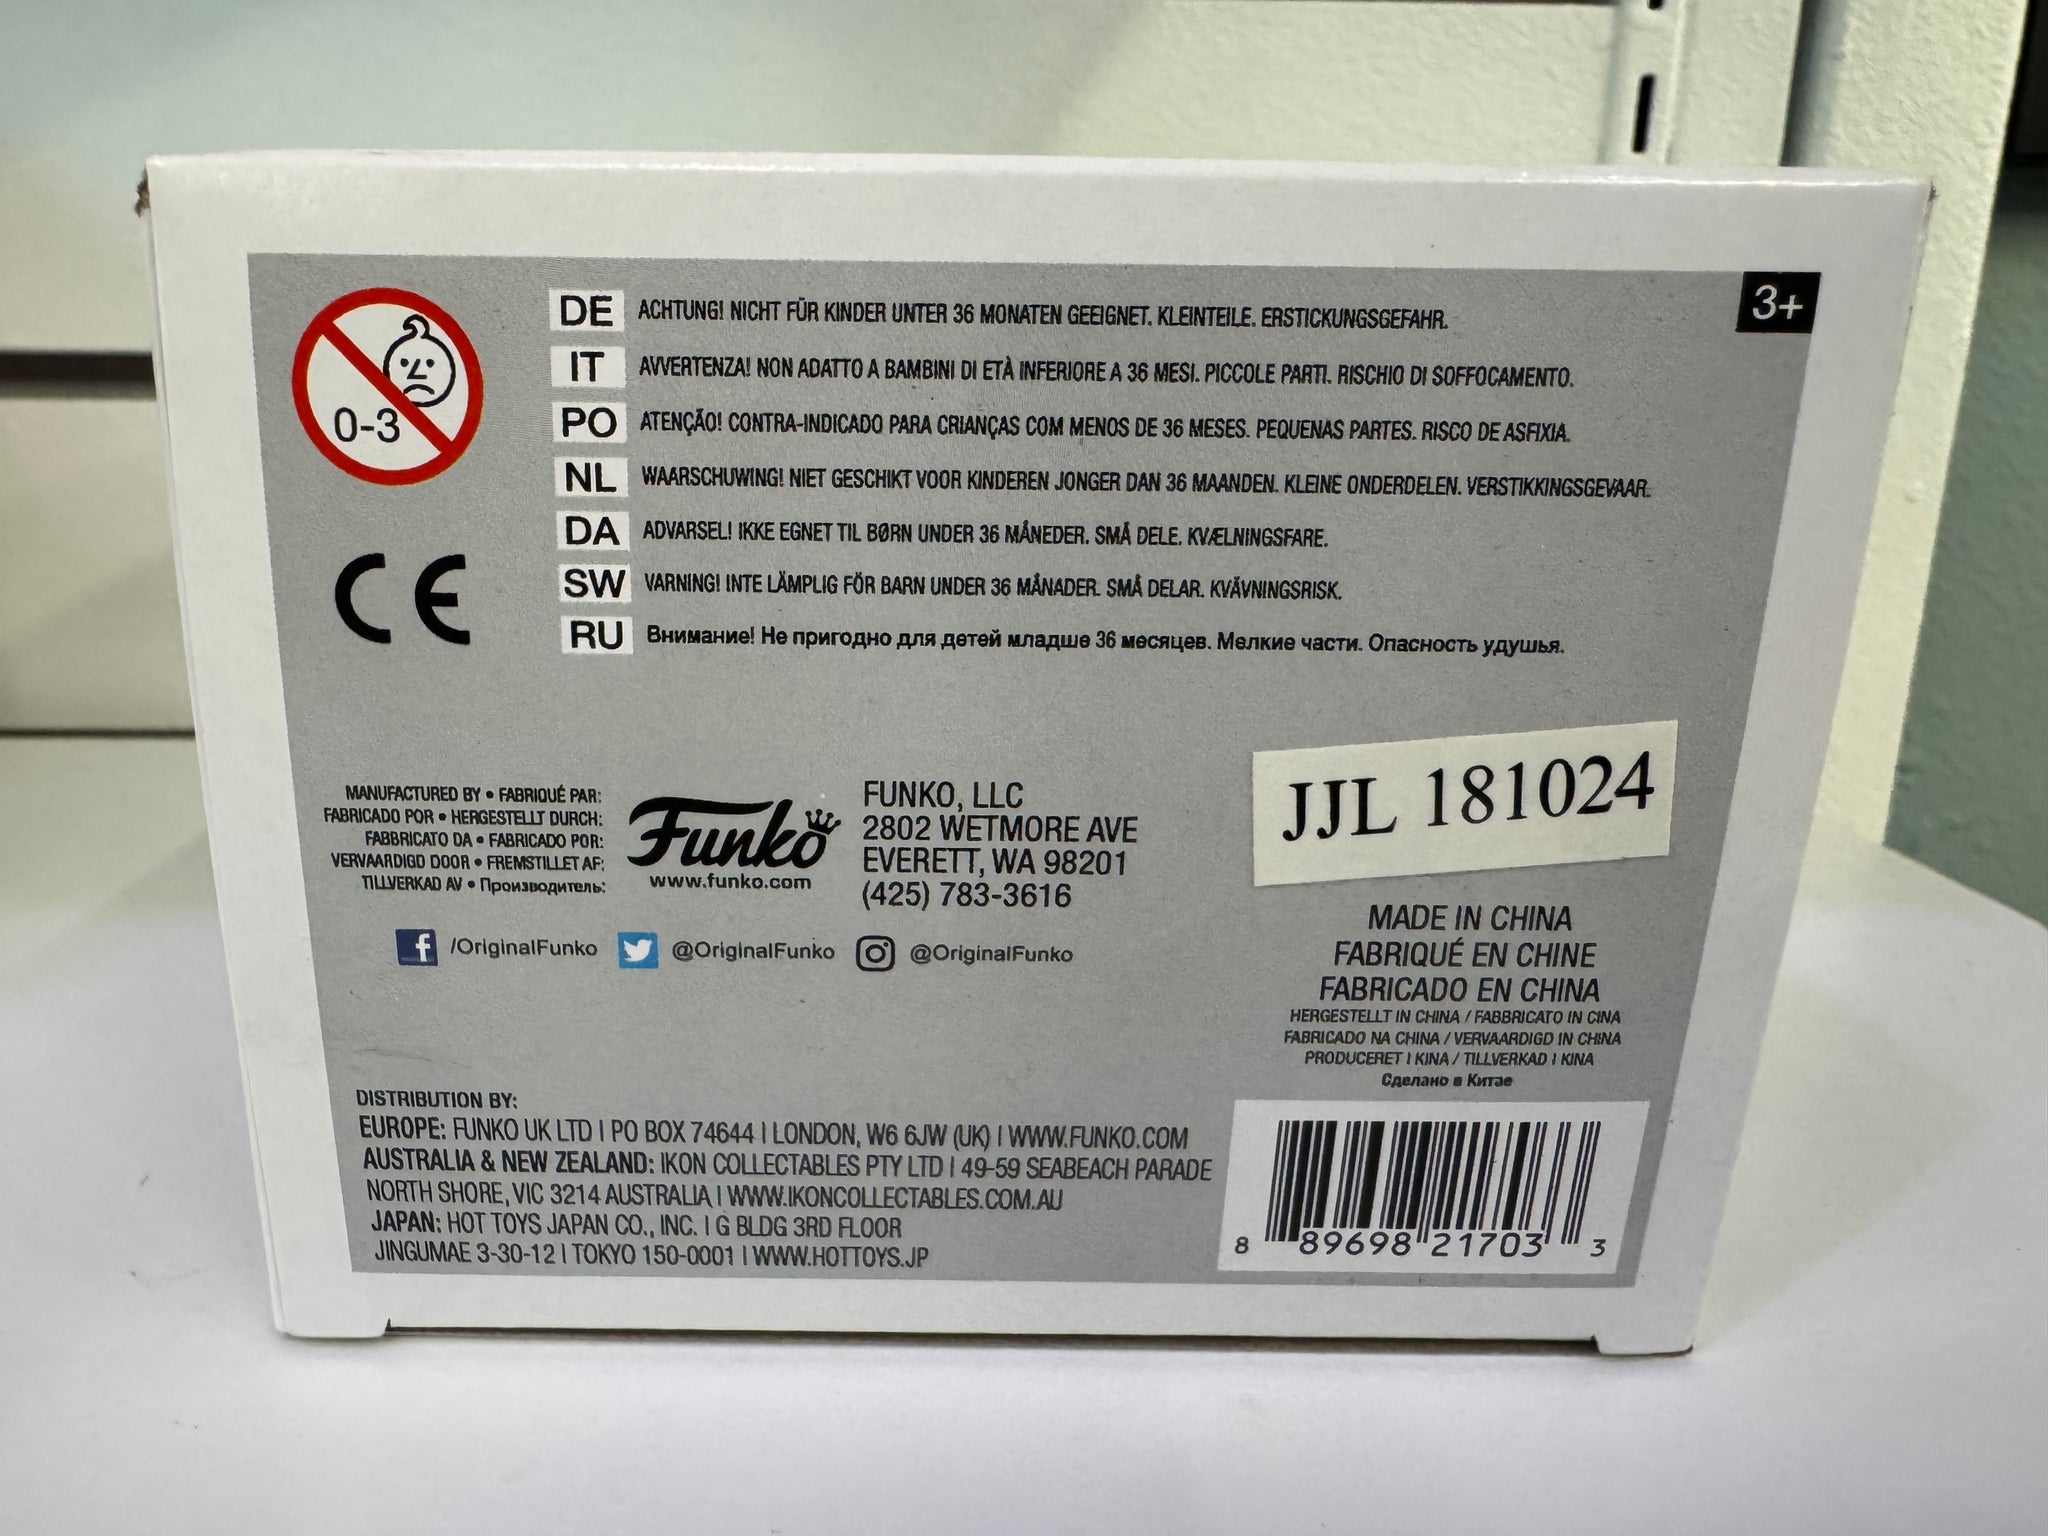 3+
0-3
DE ACHTUNG! NICHT FÜR KINDER UNTER 36 MONATEN GEEIGNET. KLEINTEILE. ERSTICKUNGSGEFAHR.
IT AVVERTENZA! NON ADATTO A BAMBINI DI ETÀ INFERIORE A 36 MESI. PICCOLE PARTI. RISCHIO DI SOFFOCAMENTO.
PO ATENÇÃO! CONTRA-INDICADO PARA CRIANÇAS COM MENOS DE 36 MESES. PEQUENAS PARTES. RISCO DE ASFIXIA.
NL WAARSCHUWING! NIET GESCHIKT VOOR KINDEREN JONGER DAN 36 MAANDEN. KLEINE ONDERDELEN. VERSTIKKINGSGEVAAR.
DA ADVARSEL! IKKE EGNET TIL BØRN UNDER 36 MÅNEDER. SMÅ DELE. KVÆLNINGSFARE.
SW VARNING! INTE LÄMPLIG FÖR BARN UNDER 36 MÅNADER. SMÅ DELAR. KVÄVNINGSRISK.
RU Внимание! Не пригодно для детей младше 36 месяцев. Мелкие части. Опасность удушья.
CE
MANUFACTURED BY • FABRIQUÉ PAR:
FABRICADO POR • HERGESTELLT DURCH:
FABBRICATO DA • FABRICADO POR:
VERVAARDIGD DOOR • FREMSTILLET AF:
TILLVERKAD AV • Производитель:
Funko
www.funko.com
FUNKO, LLC
2802 WETMORE AVE
EVERETT, WA 98201
(425) 783-3616
f /OriginalFunko @OriginalFunko @OriginalFunko
JJL 181024
MADE IN CHINA
FABRIQUÉ EN CHINE
FABRICADO EN CHINA
HERGESTELLT IN CHINA / FABBRICATO IN CINA
FABRICADO NA CHINA / VERVAARDIGD IN CHINA
PRODUCERET I KINA / TILLVERKAD I KINA
Сделано в Китае
DISTRIBUTION BY:
EUROPE: FUNKO UK LTD | PO BOX 74644 | LONDON, W6 6JW (UK) | WWW.FUNKO.COM
AUSTRALIA & NEW ZEALAND: IKON COLLECTABLES PTY LTD | 49-59 SEABEACH PARADE
NORTH SHORE, VIC 3214 AUSTRALIA | WWW.IKONCOLLECTABLES.COM.AU
JAPAN: HOT TOYS JAPAN CO., INC. | G BLDG 3RD FLOOR
JINGUMAE 3-30-12 | TOKYO 150-0001 | WWW.HOTTOYS.JP
8 89698 21703 3